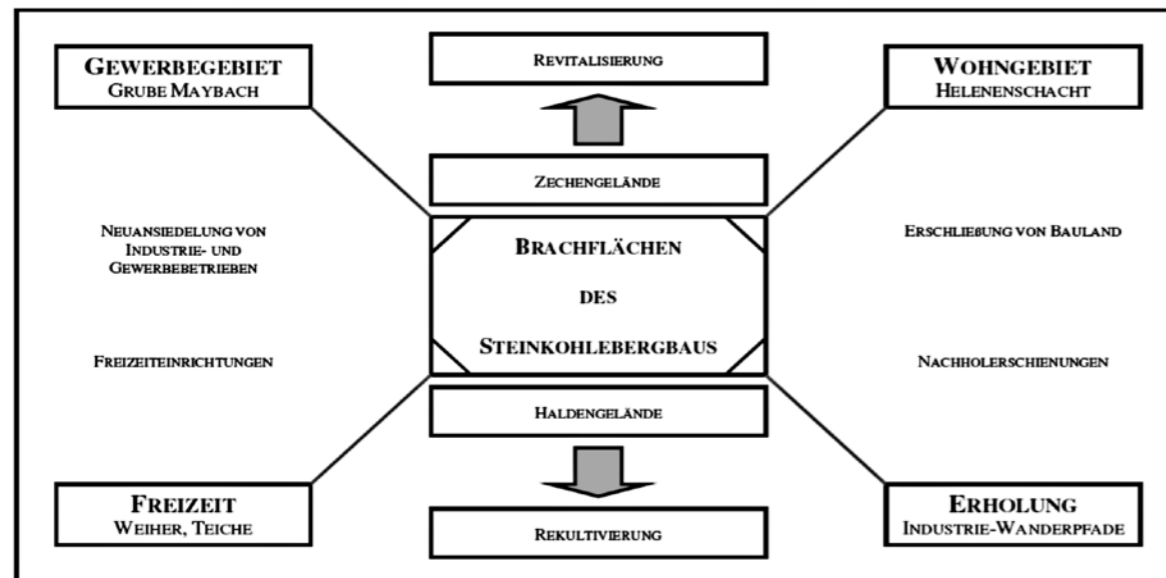 GEWERBEGEBIET
GRUBE MAYBACH
REVITALISIERUNG
WOHNGEBIET
HELENENSCHACHT
ZECHENGELÄNDE
NEUANSIEDELUNG VON
INDUSTRIE- UND
GEWERBEBETRIEBEN
BRACHFLÄCHEN
DES
STEINKOHLEBERGBAUS
ERSCHLIEßUNG VON BAULAND
FREIZEITEINRICHTUNGEN
NACHHOLERSCHIENUNGEN
HALDENGELÄNDE
FREIZEIT
WEIHER, TEICHE
REKULTIVIERUNG
ERHOLUNG
INDUSTRIE-WANDERPFADE